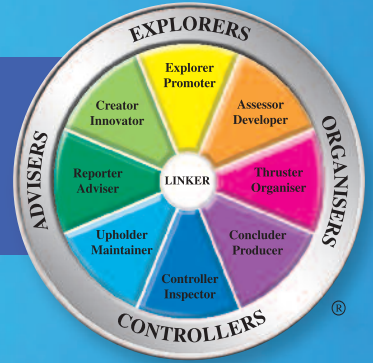 EXPLORERS
Explorer
Promoter
Creator
Innovator
Assessor
Developer
ADVISERS
Reporter
Adviser
LINKER
Thruster
Organiser
ORGANISERS
Upholder
Maintainer
Concluder
Producer
Controller
Inspector
CONTROLLERS
®